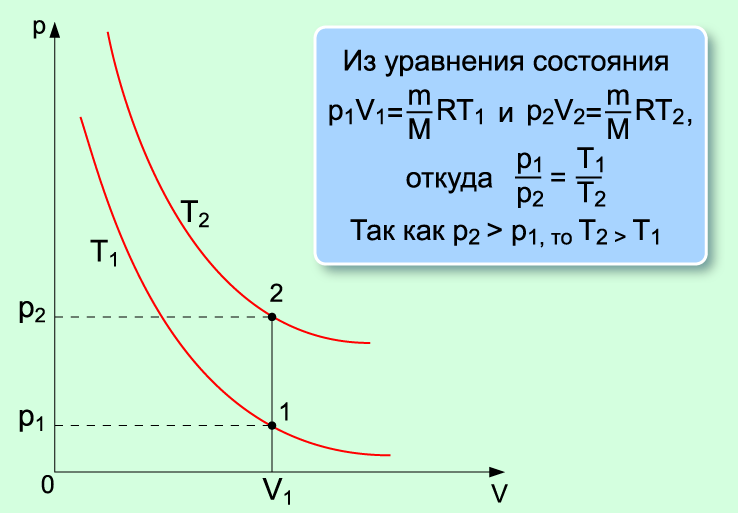 p
Из уравнения состояния
p₁V₁=m/M RT₁ и p₂V₂=m/M RT₂,
откуда p₁/p₂ = T₁/T₂
Так как p₂ > p₁, то T₂ > T₁
T₂
T₁
2
p₂
1
p₁
0
V₁
V